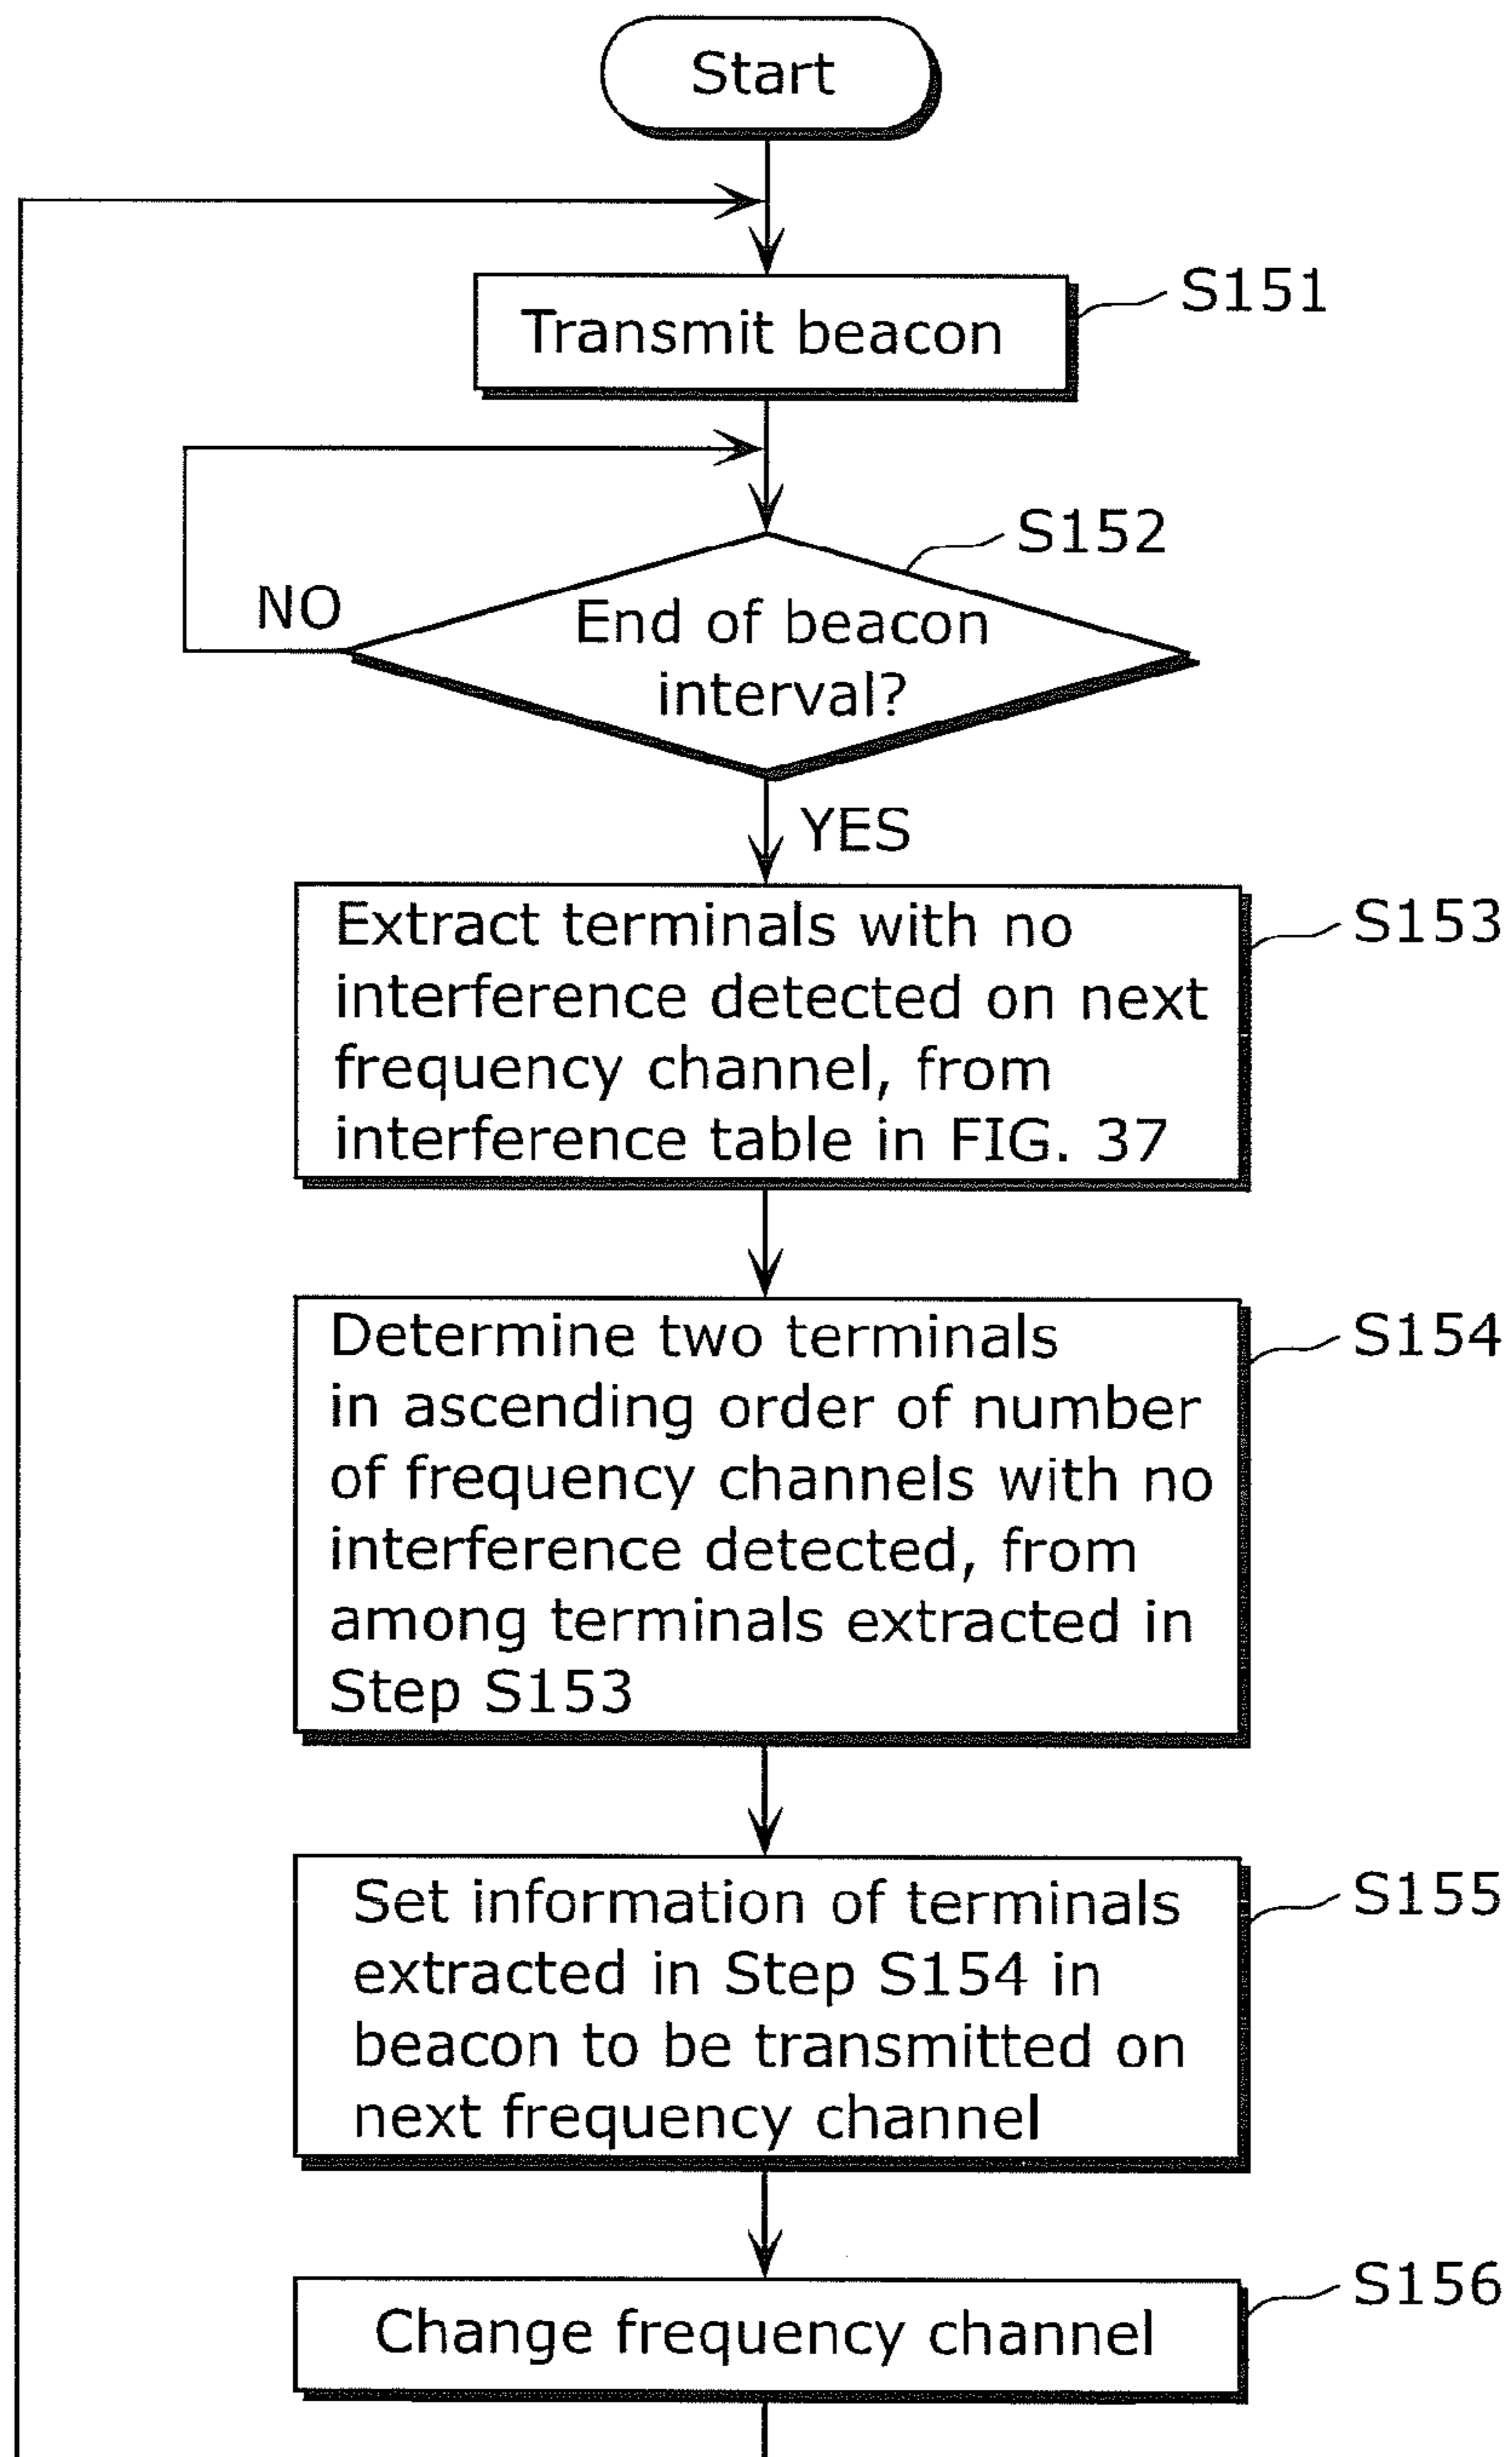 Start
Transmit beacon
S151
End of beacon
interval?
S152
NO
YES
Extract terminals with no
interference detected on next
frequency channel, from
interference table in FIG. 37
S153
Determine two terminals
in ascending order of number
of frequency channels with no
interference detected, from
among terminals extracted in
Step S153
S154
Set information of terminals
extracted in Step S154 in
beacon to be transmitted on
next frequency channel
S155
Change frequency channel
S156